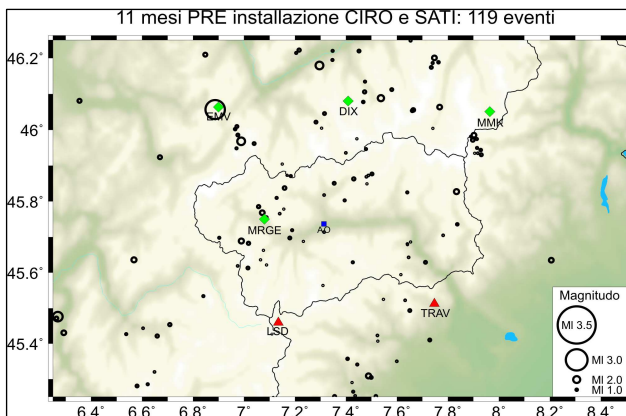 11 mesi PRE installazione CIRO e SATI: 119 eventi
46.2˚
46˚
45.8˚
45.6˚
45.4˚
EMV
DIX
MMK
MRGE
AO
LSD
TRAV
Magnitudo
Ml 3.5
Ml 3.0
Ml 2.0
Ml 1.0
6.4˚ 6.6˚ 6.8˚ 7˚ 7.2˚ 7.4˚ 7.6˚ 7.8˚ 8˚ 8.2˚ 8.4˚